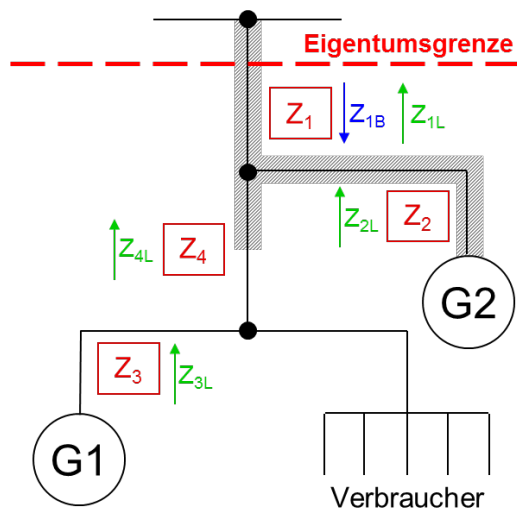 Eigentumsgrenze
Z1 Z1B Z1L
Z2L Z2
Z4L Z4
G2
Z3 Z3L
G1
Verbraucher